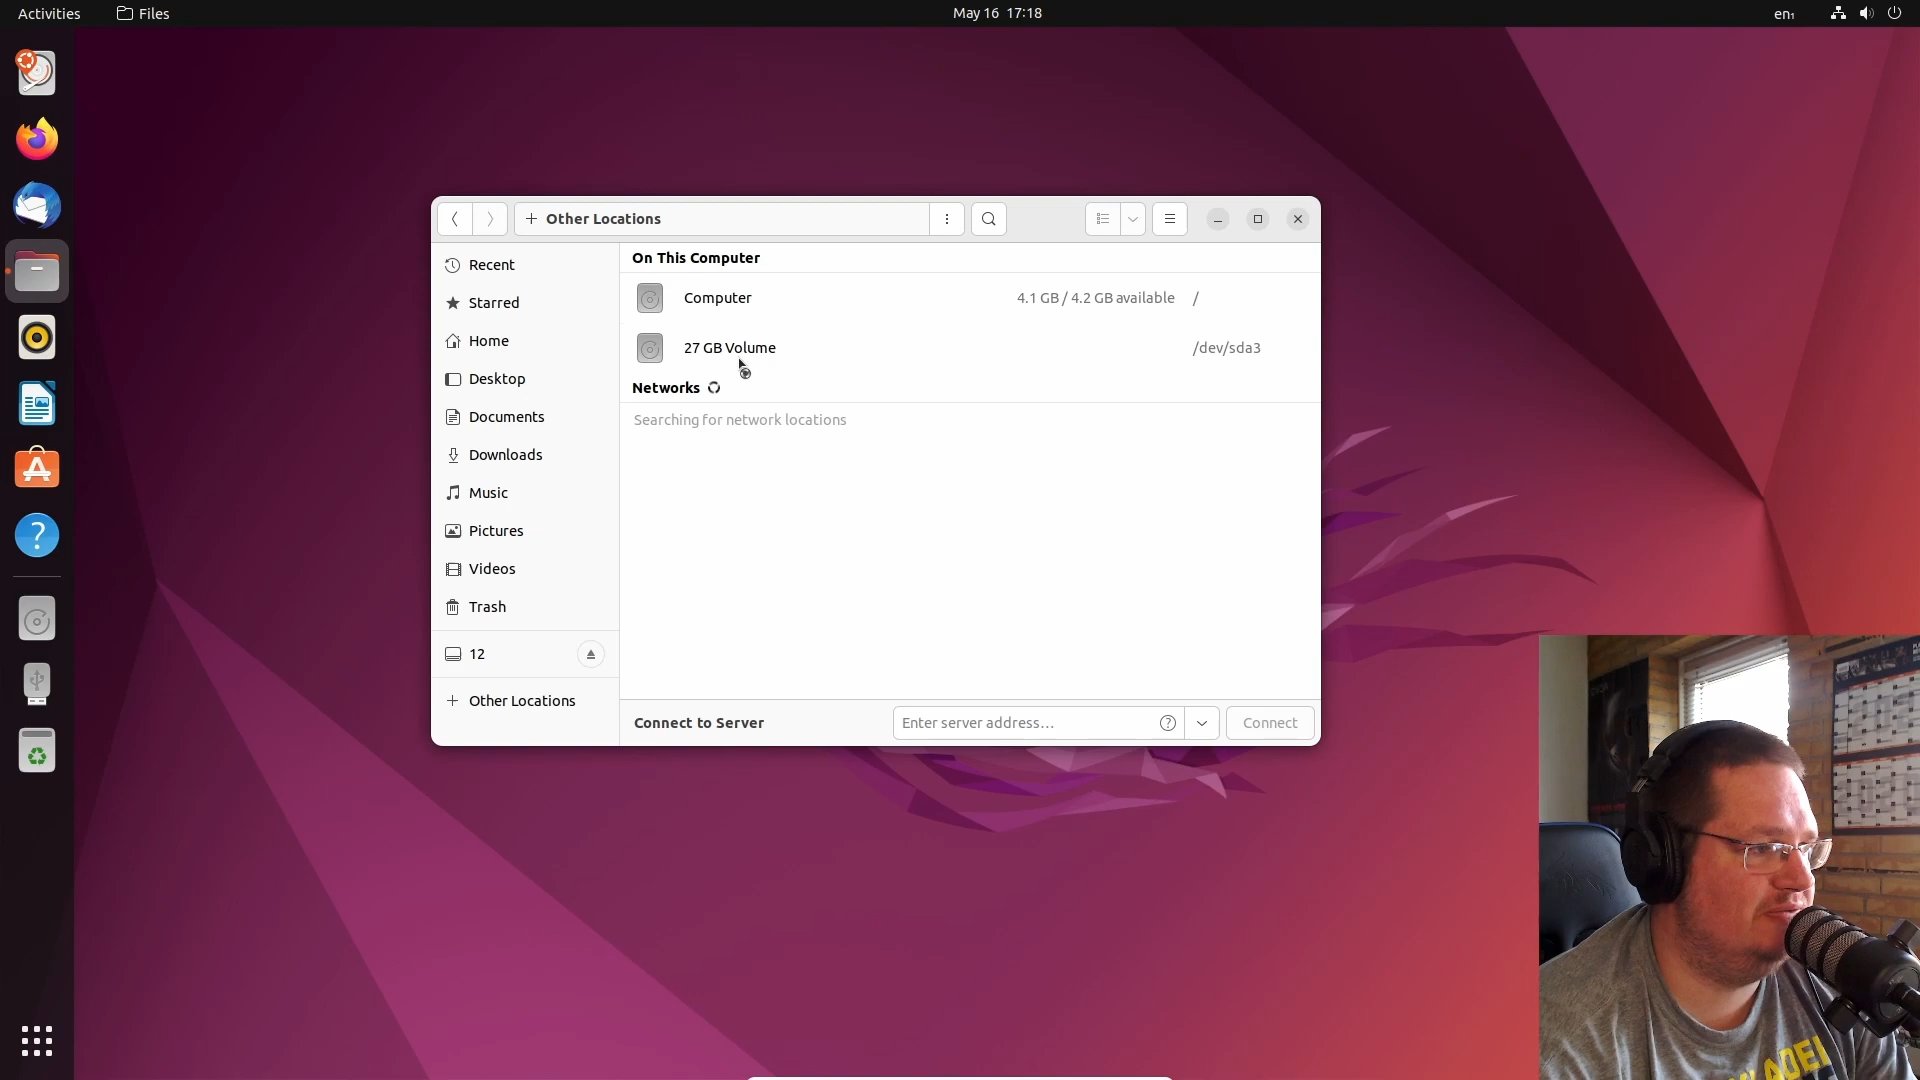 Activities Files May 16 17:18 en₁
Other Locations
Recent
Starred
Home
Desktop
Documents
Downloads
Music
Pictures
Videos
Trash
12
Other Locations
On This Computer
Computer 4.1 GB / 4.2 GB available /
27 GB Volume /dev/sda3
Networks
Searching for network locations
Connect to Server Enter server address... ? Connect